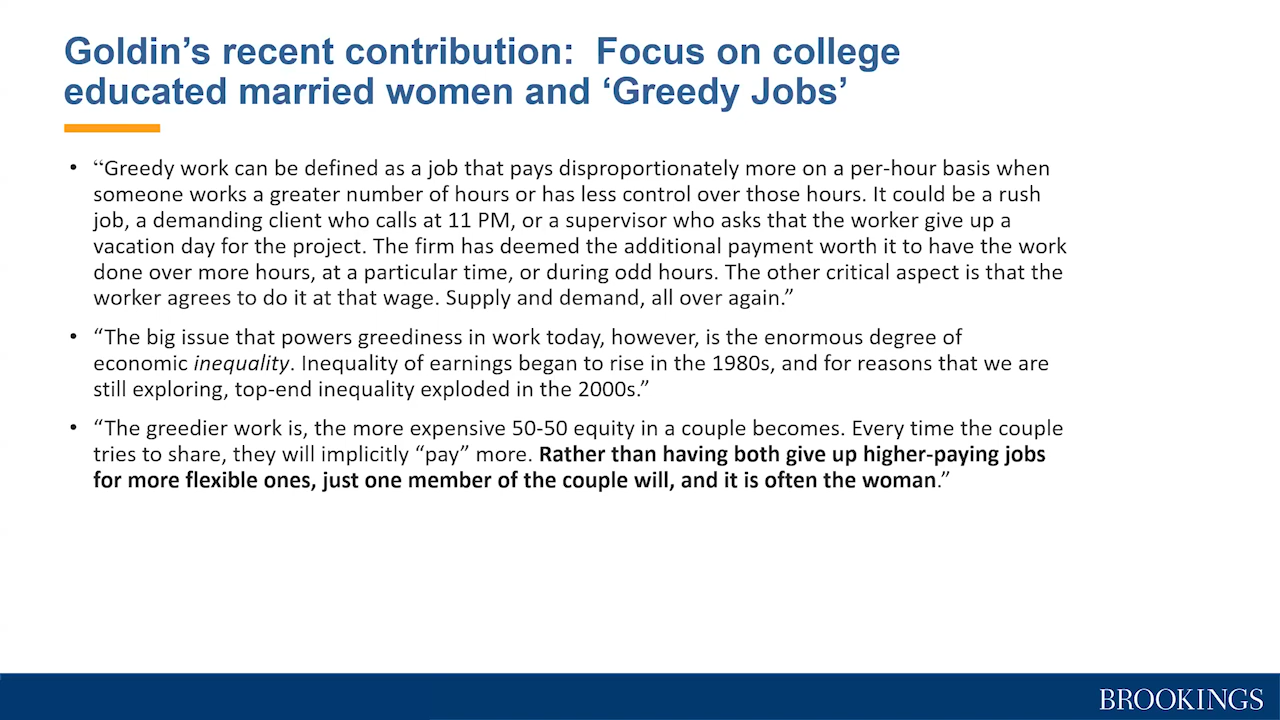 Goldin’s recent contribution:  Focus on college
educated married women and ‘Greedy Jobs’
• “Greedy work can be defined as a job that pays disproportionately more on a per-hour basis when
someone works a greater number of hours or has less control over those hours. It could be a rush
job, a demanding client who calls at 11 PM, or a supervisor who asks that the worker give up a
vacation day for the project. The firm has deemed the additional payment worth it to have the work
done over more hours, at a particular time, or during odd hours. The other critical aspect is that the
worker agrees to do it at that wage. Supply and demand, all over again.”
• “The big issue that powers greediness in work today, however, is the enormous degree of
economic inequality. Inequality of earnings began to rise in the 1980s, and for reasons that we are
still exploring, top-end inequality exploded in the 2000s.”
• “The greedier work is, the more expensive 50-50 equity in a couple becomes. Every time the couple
tries to share, they will implicitly “pay” more. Rather than having both give up higher-paying jobs
for more flexible ones, just one member of the couple will, and it is often the woman.”
BROOKINGS